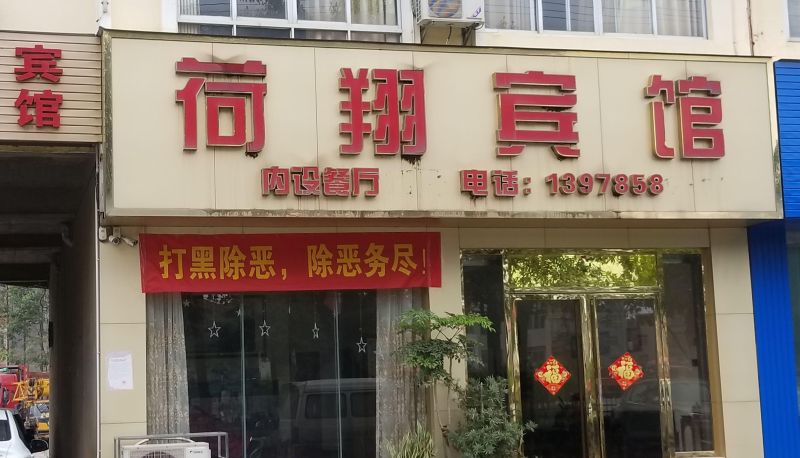 宾馆
荷翔宾馆
内设餐厅 电话：1397858
打黑除恶，除恶务尽！
福 福